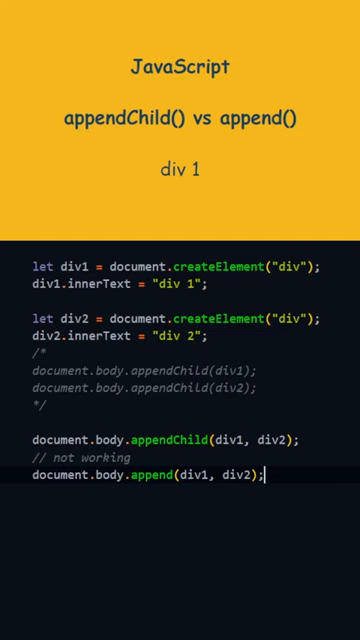 JavaScript
appendChild() vs append()
div 1
let div1 = document.createElement("div");
div1.innerText = "div 1";
let div2 = document.createElement("div");
div2.innerText = "div 2";
/*
document.body.appendChild(div1);
document.body.appendChild(div2);
*/
document.body.appendChild(div1, div2);
// not working
document.body.append(div1, div2);